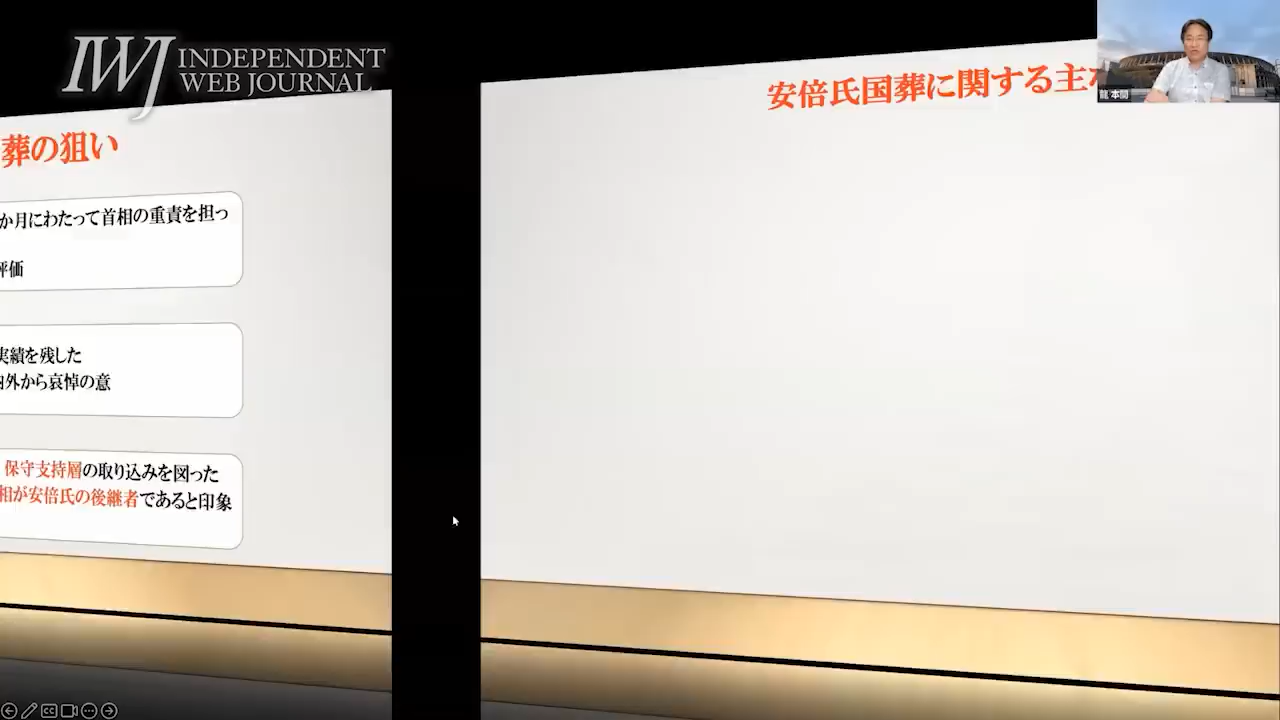 IWJ INDEPENDENT
WEB JOURNAL
葬の狙い
か月にわたって首相の重責を担っ
評価
実績を残した
内外から哀悼の意
保守支持層の取り込みを図った
相が安倍氏の後継者であると印象
安倍氏国葬に関する主な
龍 本間